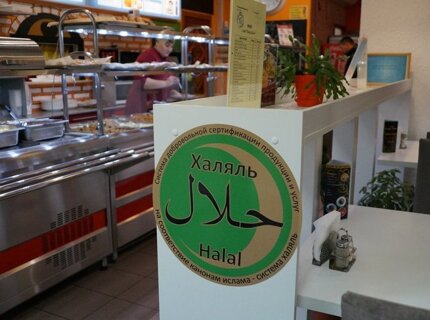 Система добровольной сертификации продукции и услуг
Халяль
حلال
Halal
на соответствие канонам ислама - система халяль